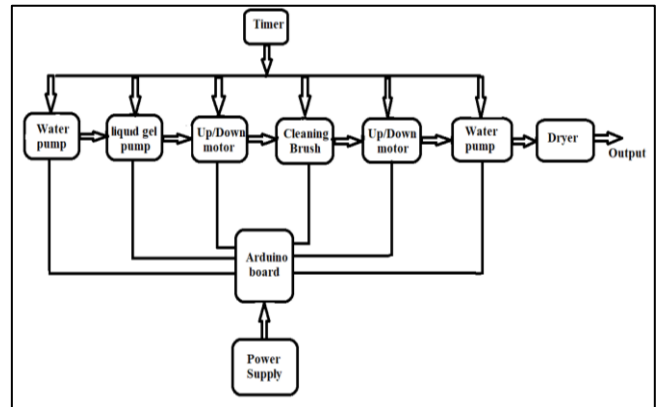 Timer
Water
pump
liquid gel
pump
Up/Down
motor
Cleaning
Brush
Up/Down
motor
Water
pump
Dryer
Output
Arduino
board
Power
Supply